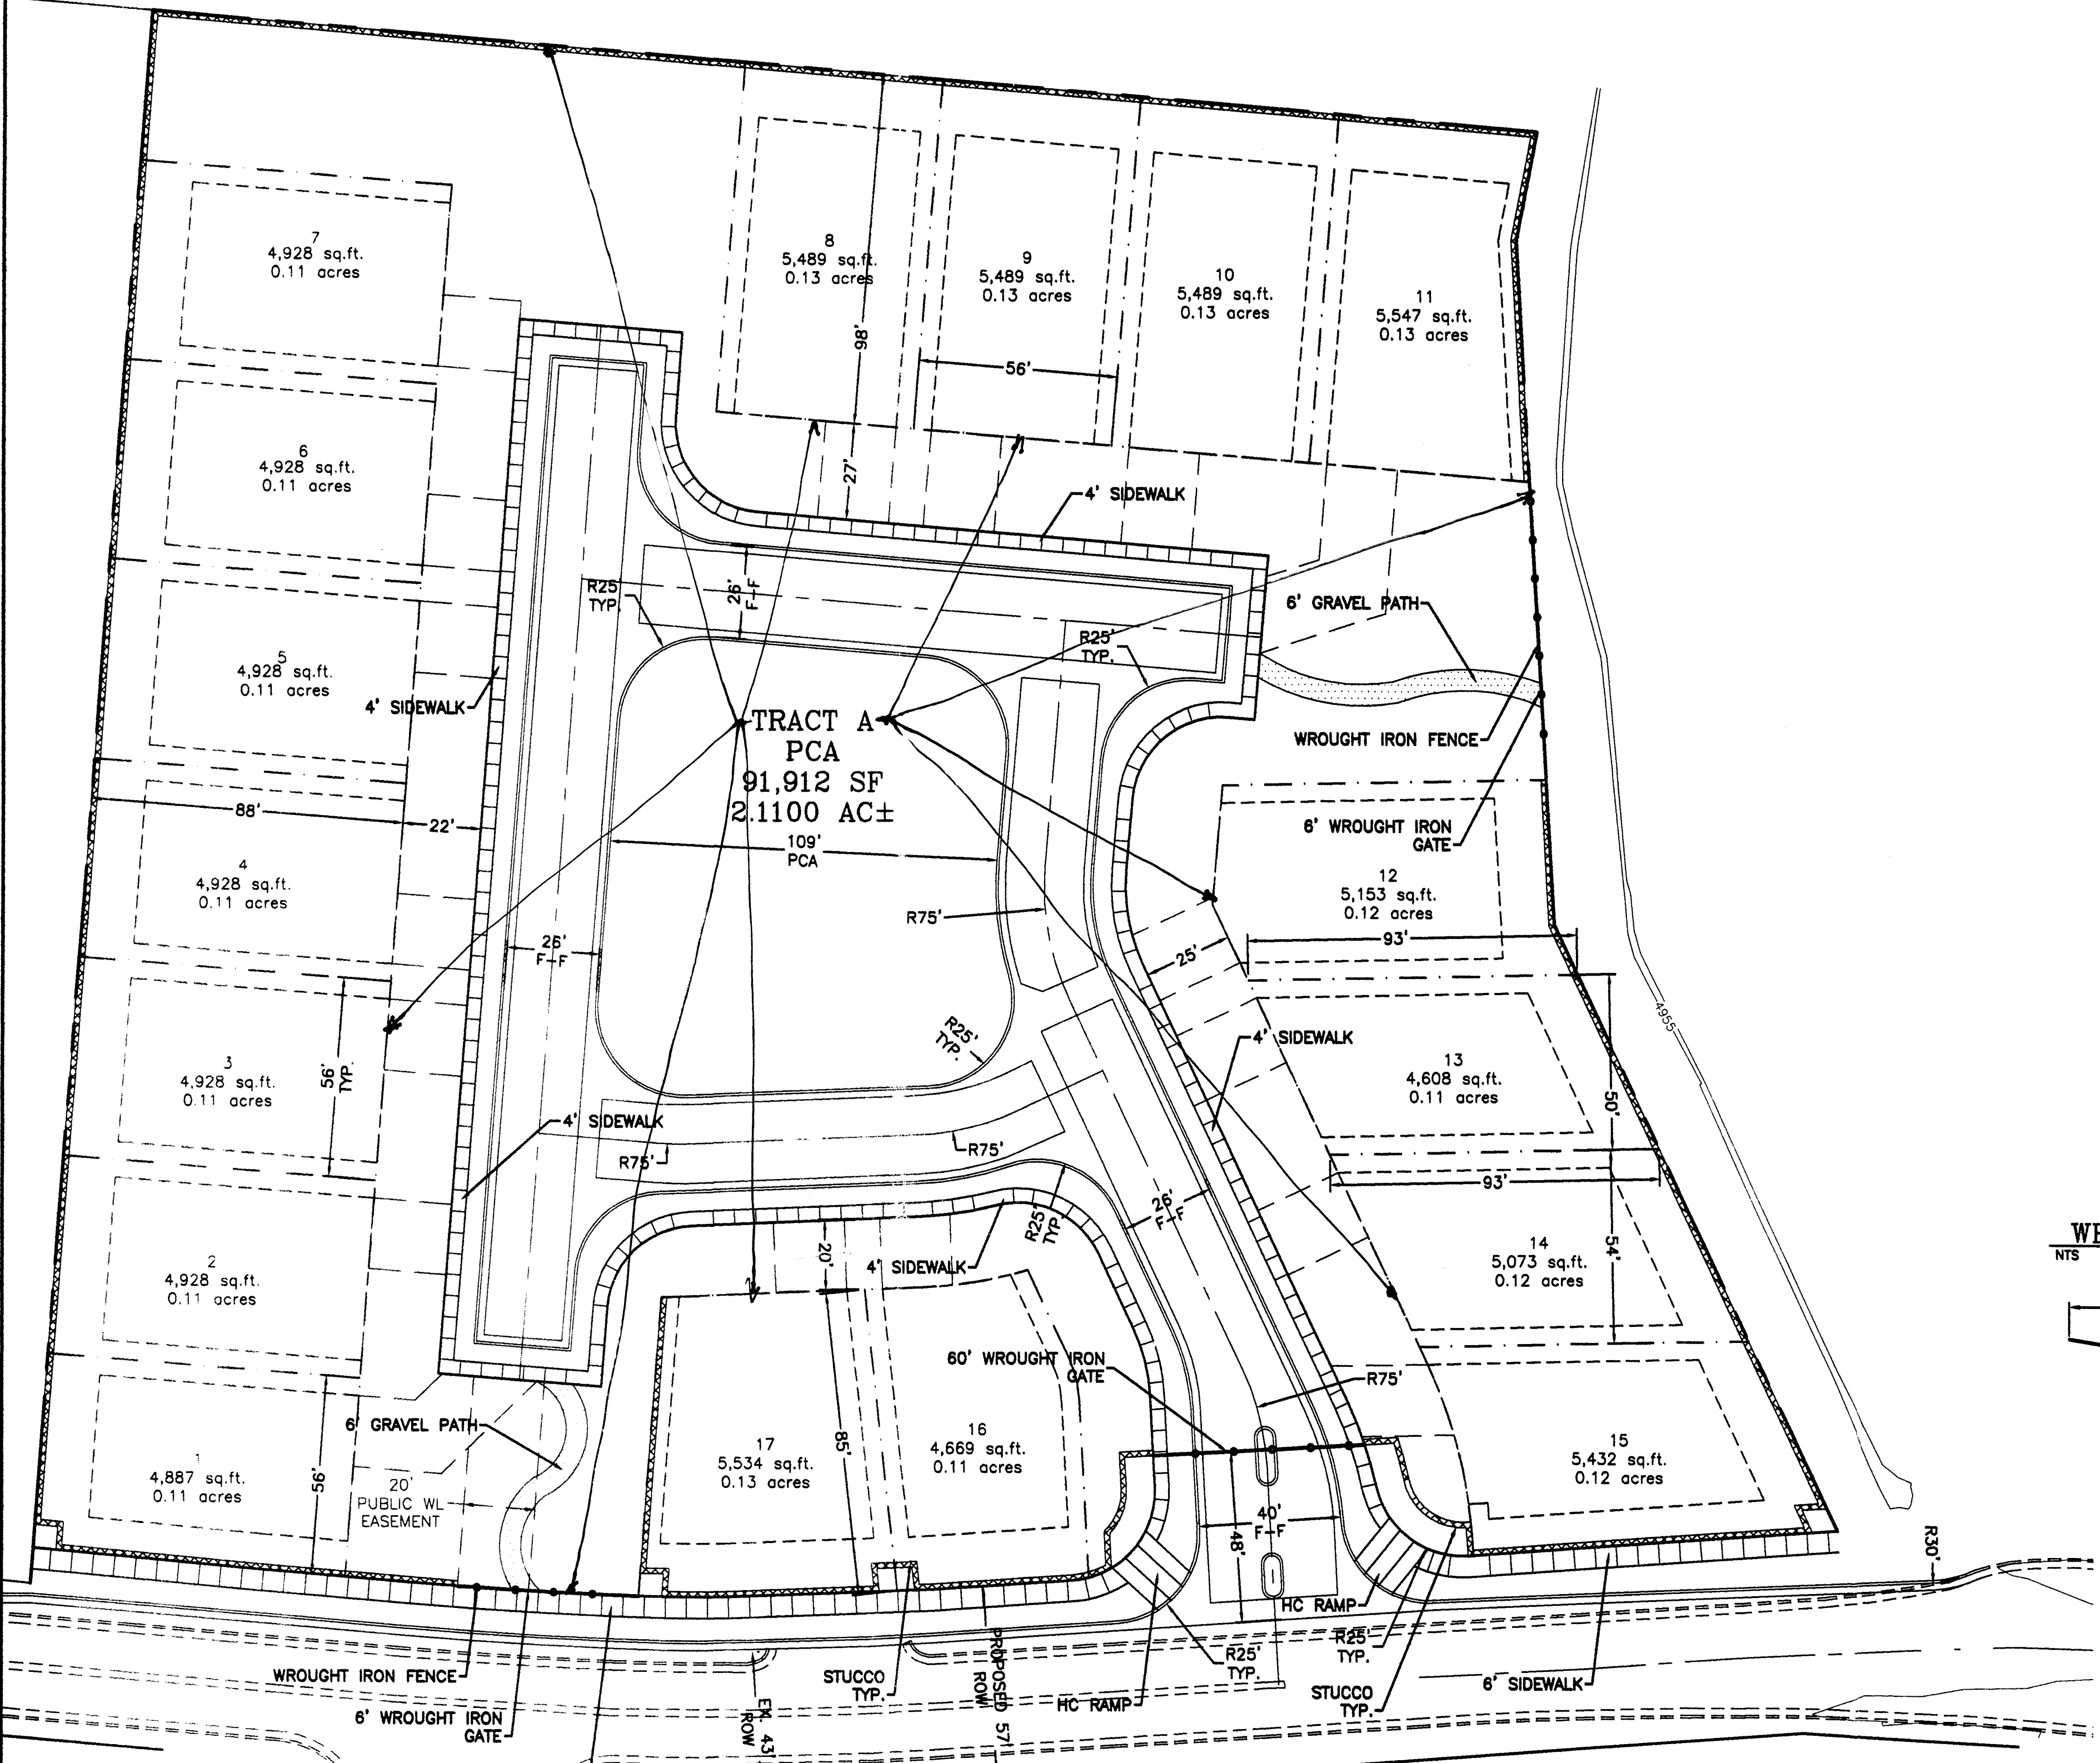 7
4,928 sq.ft.
0.11 acres
8
5,489 sq.ft.
0.13 acres
9
5,489 sq.ft.
0.13 acres
10
5,489 sq.ft.
0.13 acres
11
5,547 sq.ft.
0.13 acres
98'
56'
27'
6
4,928 sq.ft.
0.11 acres
4' SIDEWALK
R25'
TYP.
26'
F-F
R25'
TYP.
6' GRAVEL PATH
5
4,928 sq.ft.
0.11 acres
4' SIDEWALK
TRACT A
PCA
91,912 SF
2.1100 AC±
109'
PCA
WROUGHT IRON FENCE
6' WROUGHT IRON
GATE
88'
22'
4
4,928 sq.ft.
0.11 acres
26'
F-F
R75'
12
5,153 sq.ft.
0.12 acres
93'
25'
4955
3
4,928 sq.ft.
0.11 acres
56'
TYP.
R25'
TYP.
4' SIDEWALK
13
4,608 sq.ft.
0.11 acres
50'
4' SIDEWALK
R75'
R75'
93'
26'
F-F
R25'
TYP.
2
4,928 sq.ft.
0.11 acres
20'
4' SIDEWALK
14
5,073 sq.ft.
0.12 acres
54'
NTS
60' WROUGHT IRON
GATE
R75'
6' GRAVEL PATH
1
4,887 sq.ft.
0.11 acres
56'
20'
PUBLIC WL
EASEMENT
17
5,534 sq.ft.
0.13 acres
85'
16
4,669 sq.ft.
0.11 acres
15
5,432 sq.ft.
0.12 acres
40'
F-F
48'
R30'
HC RAMP
R25'
TYP.
R25'
TYP.
WROUGHT IRON FENCE
6' WROUGHT IRON
GATE
EX. 43'
ROW
STUCCO
TYP.
PROPOSED 57'
ROW
HC RAMP
STUCCO
TYP.
6' SIDEWALK